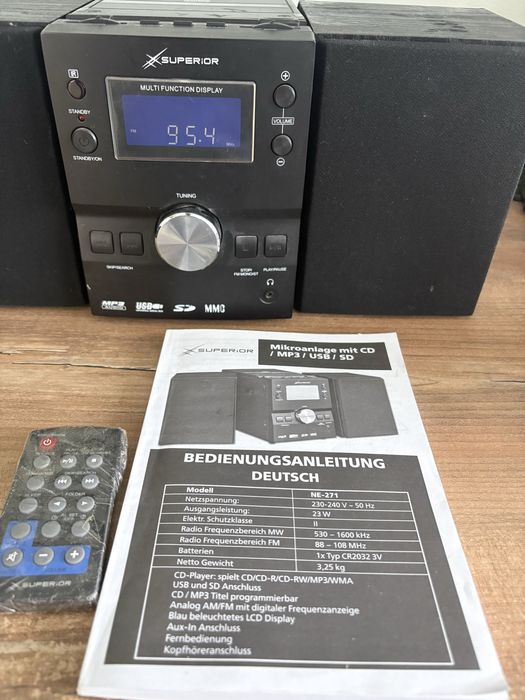 XSUPERIOR
IR
MULTI FUNCTION DISPLAY
STANDBY
VOLUME
FM
95.4
MHz
STANDBY/ON
TUNING
SKIP/SEARCH
STOP/
FM/MONO/ST
PLAY/PAUSE
MP3
USB
SD
MMC
XSUPERIOR
Mikroanlage mit CD
/ MP3 / USB / SD
BEDIENUNGSANLEITUNG
DEUTSCH
Modell NE-271
Netzspannung: 230-240 V ~ 50 Hz
Ausgangsleistung: 23 W
Elektr. Schutzklasse II
Radio Frequenzbereich MW 530 – 1600 kHz
Radio Frequenzbereich FM 88 – 108 MHz
Batterien 1x Typ CR2032 3V
Netto Gewicht 3,25 kg
CD-Player: spielt CD/CD-R/CD-RW/MP3/WMA
USB und SD Anschluss
CD / MP3 Titel programmierbar
Analog AM/FM mit digitaler Frequenzanzeige
Blau beleuchtetes LCD Display
Aux-In Anschluss
Fernbedienung
Kopfhöreranschluss
FOLDER
XSUPERIOR